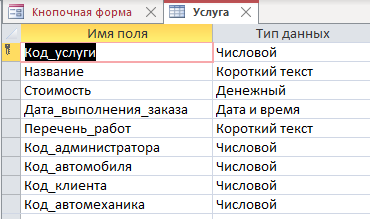 Кнопочная форма Услуга
Имя поля Тип данных
Код_услуги Числовой
Название Короткий текст
Стоимость Денежный
Дата_выполнения_заказа Дата и время
Перечень_работ Короткий текст
Код_администратора Числовой
Код_автомобиля Числовой
Код_клиента Числовой
Код_автомеханика Числовой